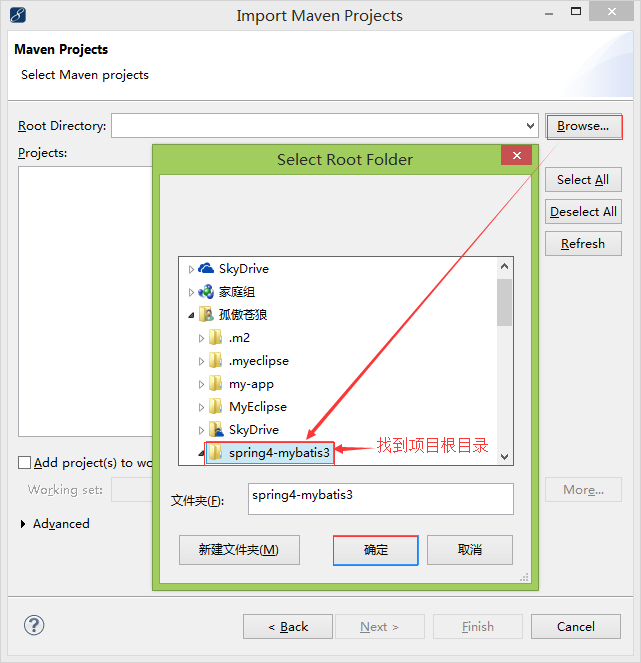 Import Maven Projects
Maven Projects
Select Maven projects
Root Directory:
Browse...
Projects:
Select Root Folder
Select All
Deselect All
Refresh
SkyDrive
家庭组
孤傲苍狼
.m2
.myeclipse
my-app
MyEclipse
SkyDrive
spring4-mybatis3
找到项目根目录
Add project(s) to wo
Working set:
More...
文件夹(F):
spring4-mybatis3
Advanced
新建文件夹(M)
确定
取消
?
< Back
Next >
Finish
Cancel